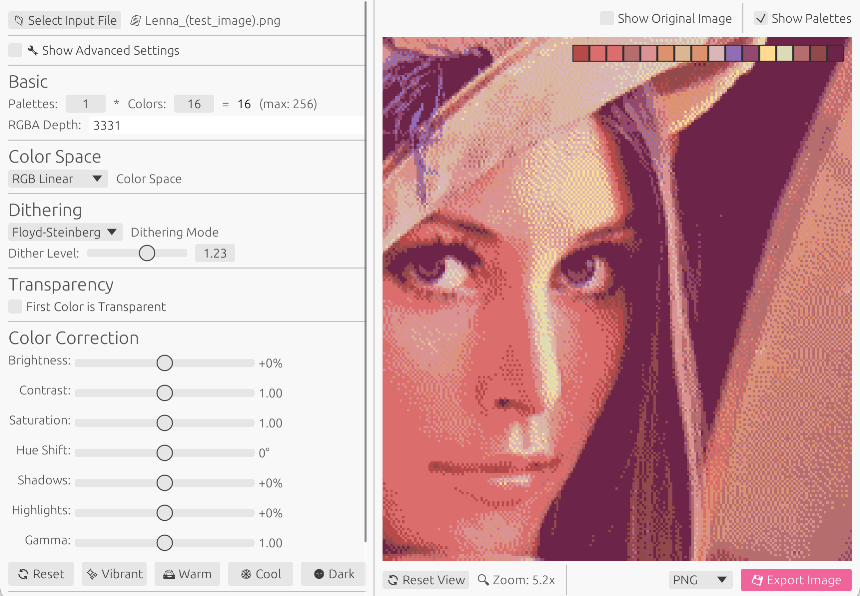 Select Input File Lenna_(test_image).png
Show Advanced Settings
Basic
Palettes: 1 * Colors: 16 = 16 (max: 256)
RGBA Depth: 3331
Color Space
RGB Linear Color Space
Dithering
Floyd-Steinberg Dithering Mode
Dither Level: 1.23
Transparency
First Color is Transparent
Color Correction
Brightness: +0%
Contrast: 1.00
Saturation: 1.00
Hue Shift: 0°
Shadows: +0%
Highlights: +0%
Gamma: 1.00
Reset Vibrant Warm Cool Dark
Show Original Image Show Palettes
Reset View Zoom: 5.2x PNG Export Image